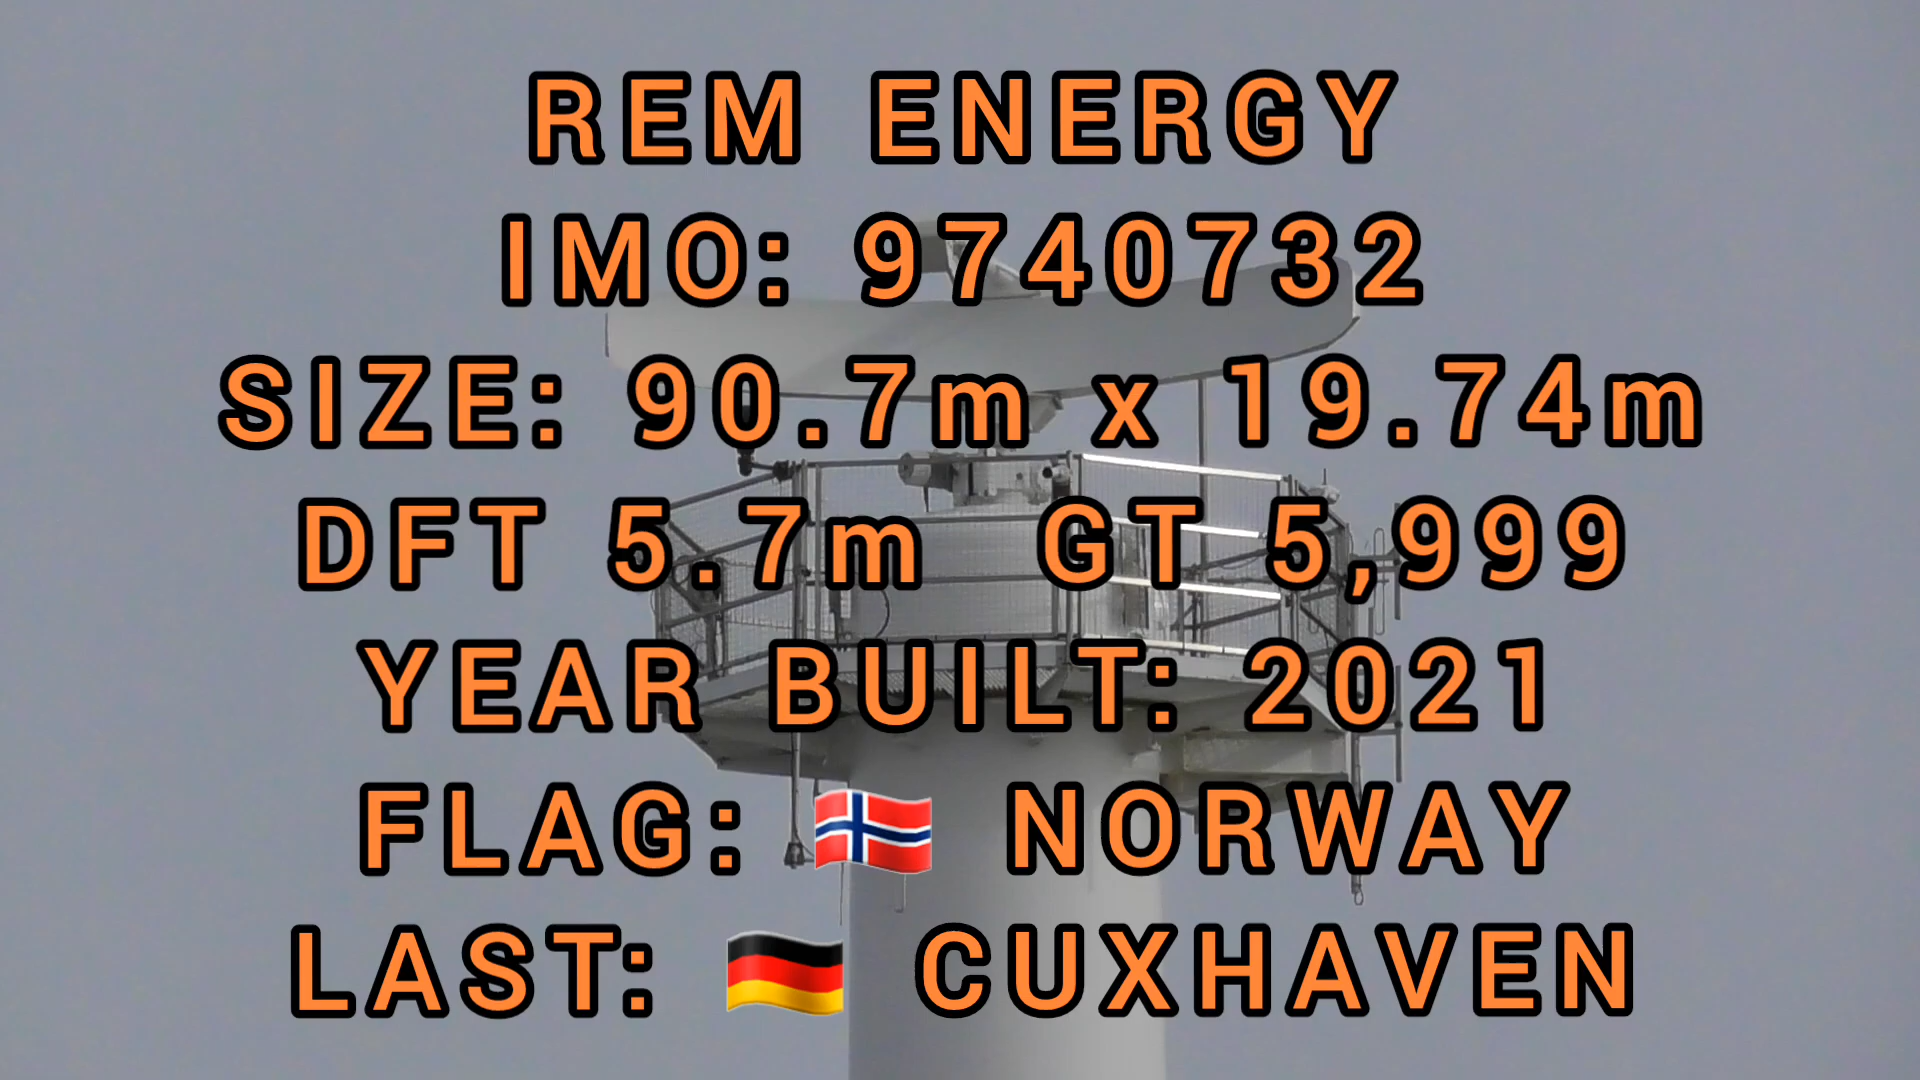 REM ENERGY
IMO: 9740732
SIZE: 90.7m x 19.74m
DFT 5.7m GT 5,999
YEAR BUILT: 2021
FLAG: 🇳🇴 NORWAY
LAST: 🇩🇪 CUXHAVEN